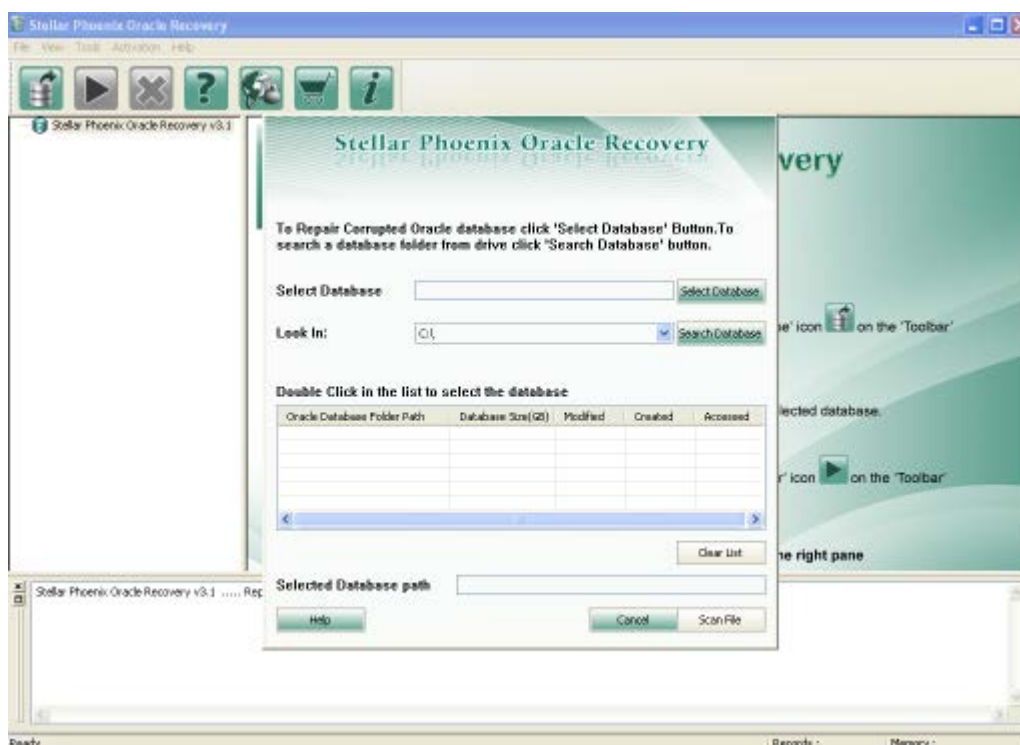 Stellar Phoenix Oracle Recovery
File View Tools Activation Help
Stellar Phoenix Oracle Recovery v3.1
very
Stellar Phoenix Oracle Recovery
To Repair Corrupted Oracle database click 'Select Database' Button.To
search a database folder from drive click 'Search Database' button.
Select Database
Select Database
Look In:
C:\
Search Database
se' icon on the 'Toolbar'
Double Click in the list to select the database
Oracle Database Folder Path Database Size(GB) Modified Created Accessed
lected database.
r' icon on the 'Toolbar'
Clear List
he right pane
Selected Database path
Help
Cancel
Scan File
Stellar Phoenix Oracle Recovery v3.1 ..... Rep
Ready
Records :
Memory :